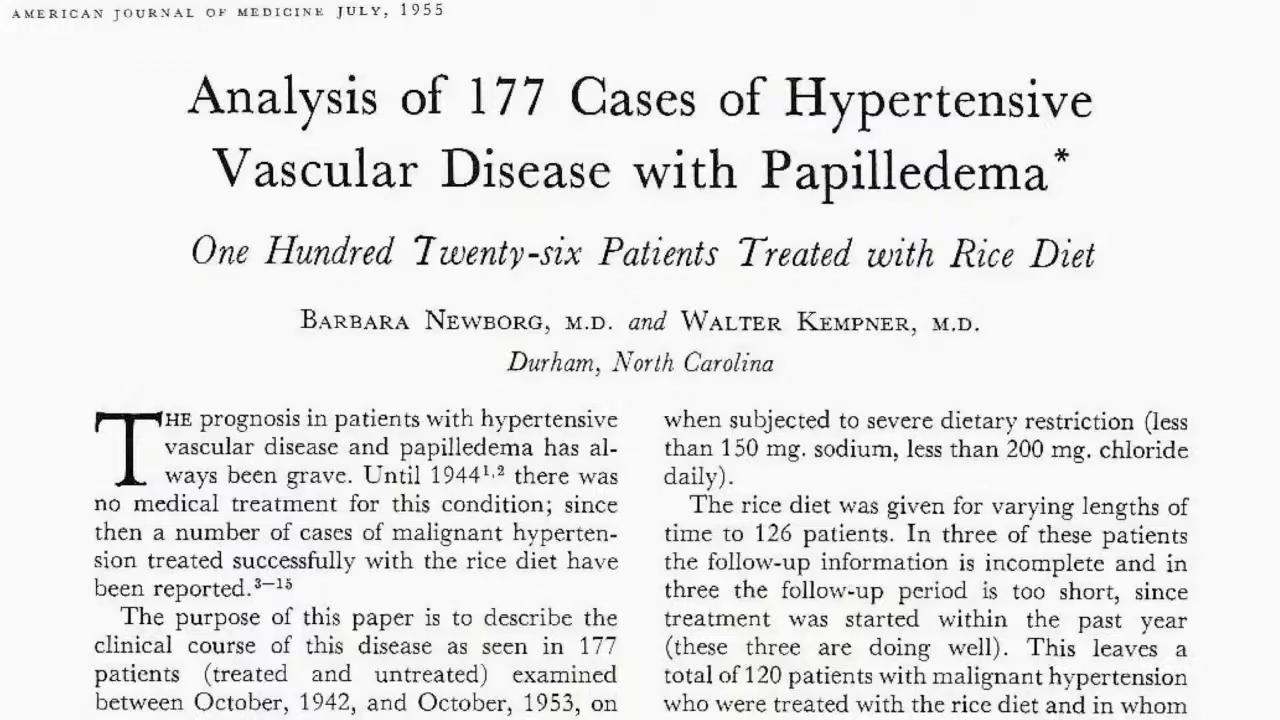 AMERICAN JOURNAL OF MEDICINE JULY, 1955
Analysis of 177 Cases of Hypertensive
Vascular Disease with Papilledema*
One Hundred Twenty-six Patients Treated with Rice Diet
BARBARA NEWBORG, M.D. and WALTER KEMPNER, M.D.
Durham, North Carolina
THE prognosis in patients with hypertensive
vascular disease and papilledema has al-
ways been grave. Until 1944¹,² there was
no medical treatment for this condition; since
then a number of cases of malignant hyperten-
sion treated successfully with the rice diet have
been reported.³⁻¹⁵
The purpose of this paper is to describe the
clinical course of this disease as seen in 177
patients (treated and untreated) examined
between October, 1942, and October, 1953, on
when subjected to severe dietary restriction (less
than 150 mg. sodium, less than 200 mg. chloride
daily).
The rice diet was given for varying lengths of
time to 126 patients. In three of these patients
the follow-up information is incomplete and in
three the follow-up period is too short, since
treatment was started within the past year
(these three are doing well). This leaves a
total of 120 patients with malignant hypertension
who were treated with the rice diet and in whom